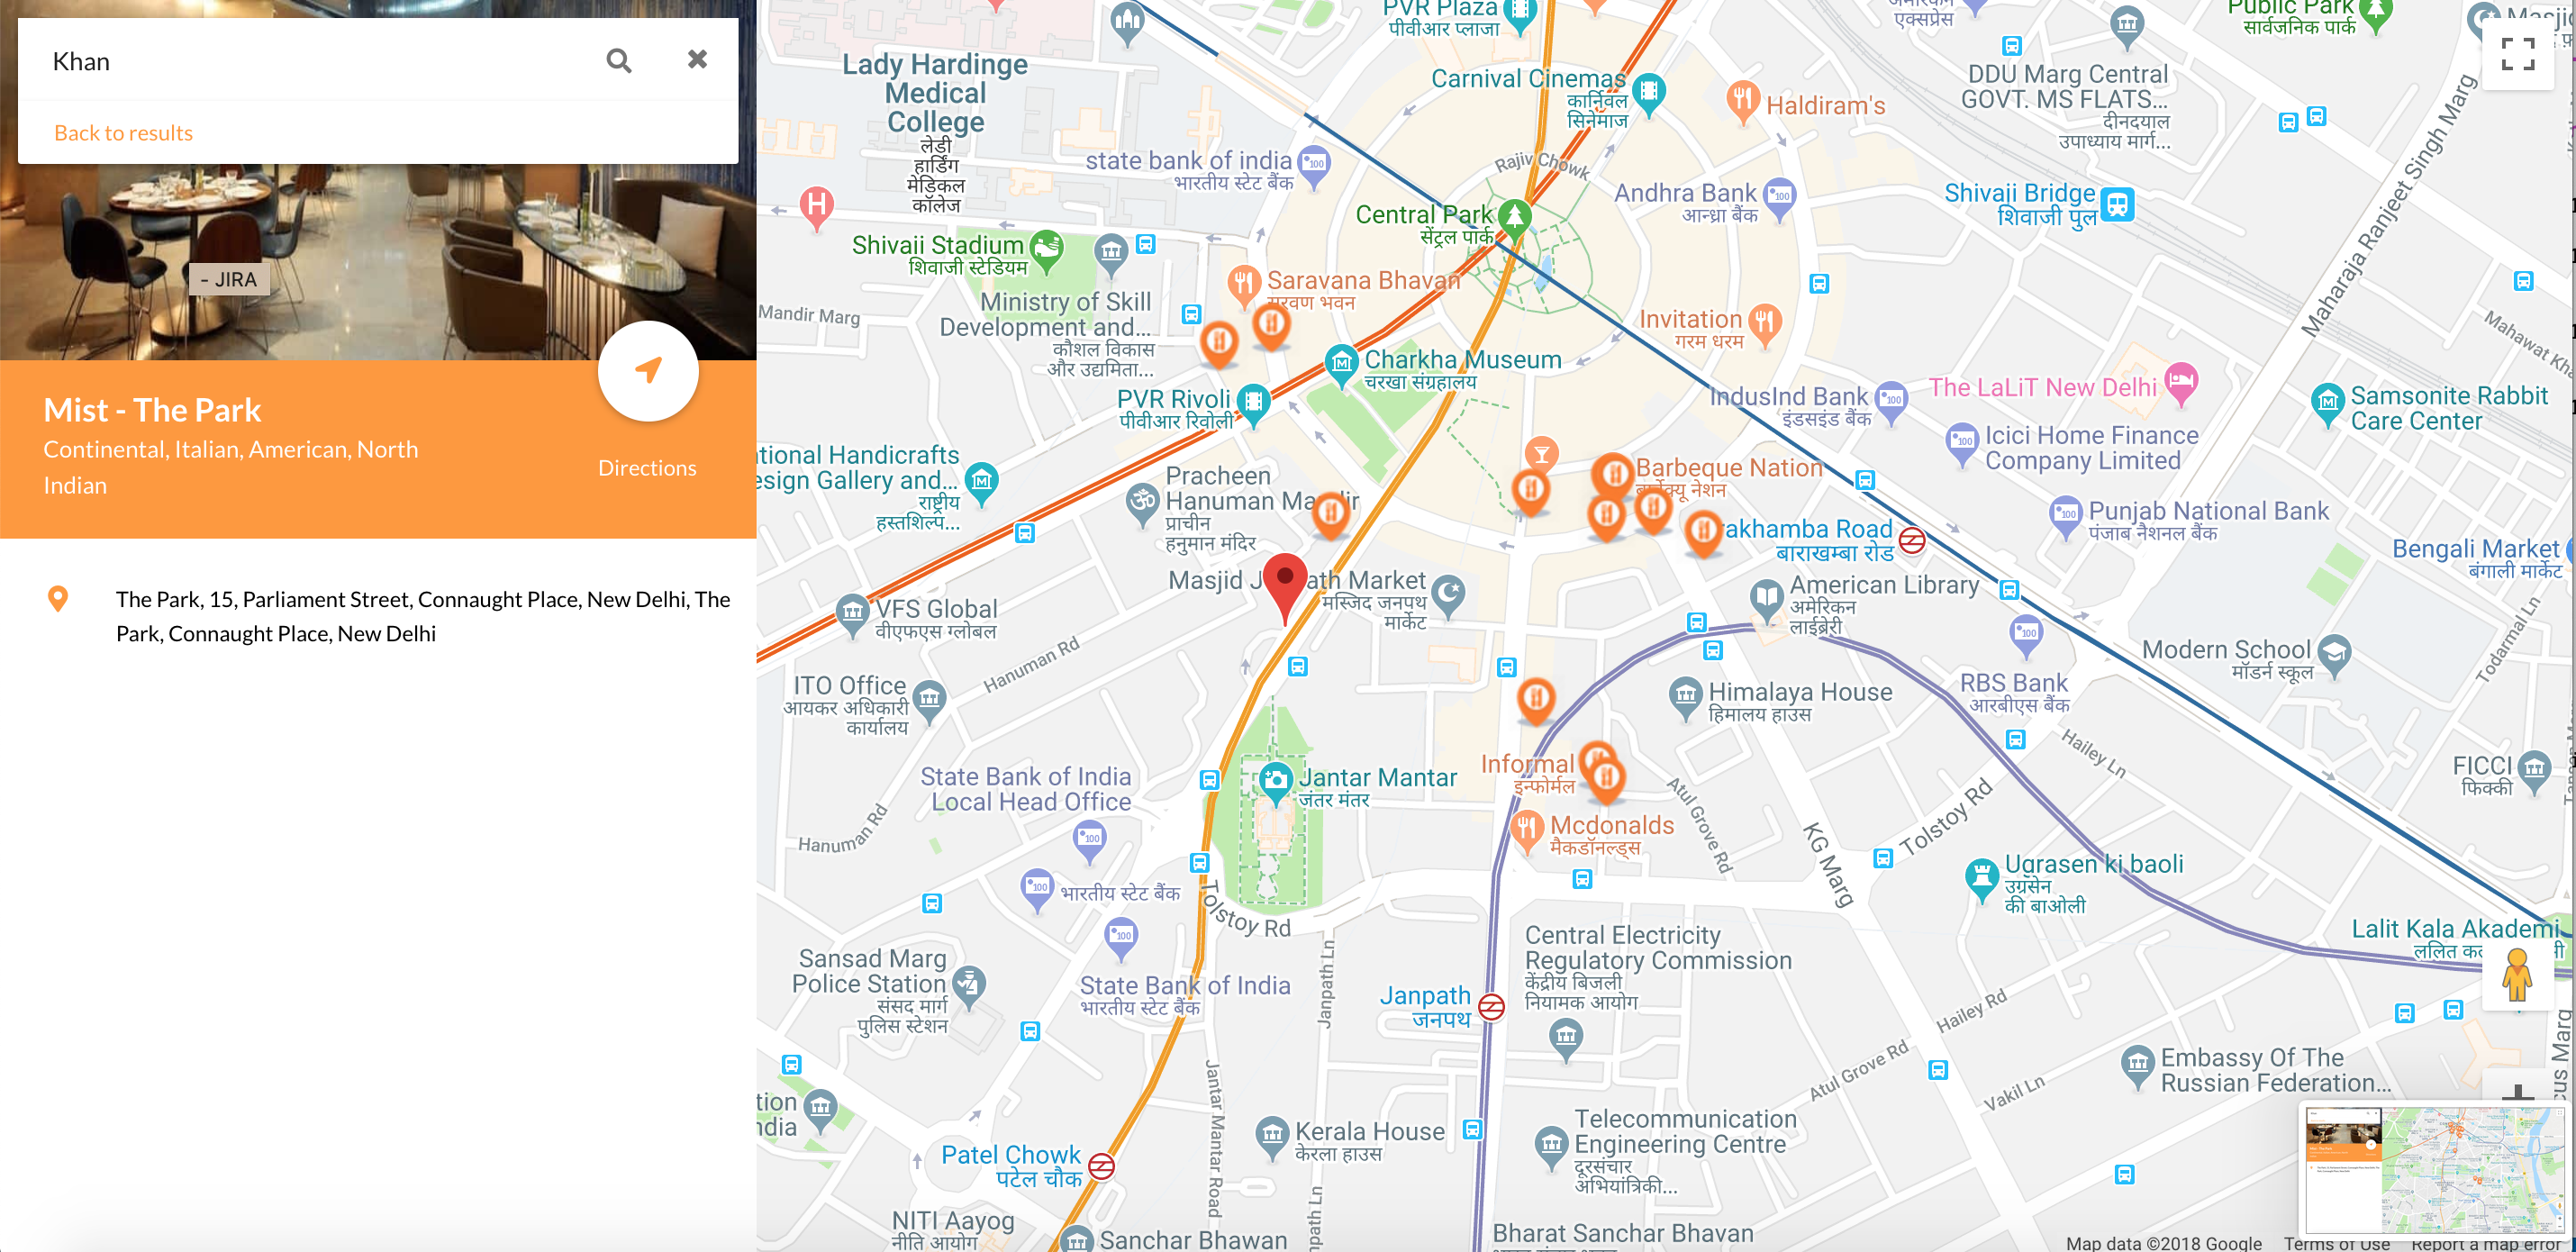 Khan
Back to results
- JIRA
Mist - The Park
Continental, Italian, American, North
Indian
Directions
The Park, 15, Parliament Street, Connaught Place, New Delhi, The
Park, Connaught Place, New Delhi
PVR Plaza
पीवीआर प्लाजा
एक्सप्रेस
Public Park
सार्वजनिक पार्क
Lady Hardinge
Medical
College
लेडी
हार्डिंग
मेडिकल
कॉलेज
Carnival Cinemas
कार्निवल
सिनेमाज
Haldiram's
DDU Marg Central
GOVT. MS FLATS...
दीनदयाल
उपाध्याय मार्ग...
Maharaja Ranjeet Singh Marg
state bank of india
भारतीय स्टेट बैंक
Rajiv Chowk
Andhra Bank
आन्ध्रा बैंक
Shivaji Bridge
शिवाजी पुल
Central Park
सेंट्रल पार्क
Shivaji Stadium
शिवाजी स्टेडियम
Saravana Bhavan
सरवण भवन
Mandir Marg
Ministry of Skill
Development and...
कौशल विकास
और उद्यमिता...
Invitation
गरम धरम
Mahawat Kha
Charkha Museum
चरखा संग्रहालय
PVR Rivoli
पीवीआर रिवोली
IndusInd Bank
इंडसइंड बैंक
The LaLiT New Delhi
Samsonite Rabbit
Care Center
Icici Home Finance
Company Limited
tional Handicrafts
esign Gallery and...
राष्ट्रीय
हस्तशिल्प...
Pracheen
Hanuman Ma dir
प्राचीन
हनुमान मंदिर
Barbeque Nation
नेशन
Punjab National Bank
पंजाब नैशनल बैंक
rakhamba Road
बाराखम्बा रोड
Bengali Market
बंगाली मार्केट
Masjid J ath Market
मस्जिद जनपथ
मार्केट
American Library
अमेरिकन
लाईब्रेरी
VFS Global
वीएफएस ग्लोबल
Hanuman Rd
Modern School
मॉडर्न स्कूल
Todarmal Ln
ITO Office
आयकर अधिकारी
कार्यालय
Himalaya House
हिमालय हाउस
RBS Bank
आरबीएस बैंक
Hailey Ln
FICCI
फिक्की
State Bank of India
Local Head Office
Jantar Mantar
जंतर मंतर
Informal
इन्फोर्मल
Atul Grove Rd
Tolstoy Rd
Hanuman Rd
Mcdonalds
मैकडॉनल्ड्स
KG Marg
Ugrasen ki baoli
उग्रसेन
की बाओली
भारतीय स्टेट बैंक
Tolstoy Rd
Lalit Kala Akademi
Sansad Marg
Police Station
संसद मार्ग
पुलिस स्टेशन
State Bank of India
भारतीय स्टेट बैंक
Janpath Ln
Central Electricity
Regulatory Commission
केंद्रीय बिजली
नियामक आयोग
Janpath
जनपथ
Hailey Rd
Atul Grove Rd
Vakil Ln
Embassy Of The
Russian Federation...
tion
ndia
Jantar Mantar Road
Kerala House
केरला हाउस
Telecommunication
Engineering Centre
दूरसंचार
अभियांत्रिकी...
Patel Chowk
पटेल चौक
npath Ln
NITI Aayog
नीति आयोग
Sanchar Bhawan
Bharat Sanchar Bhavan
Map data ©2018 Google
Terms of Use
Report a map error